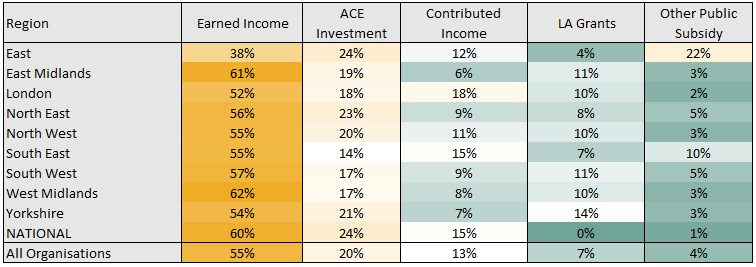 Region Earned Income ACE Investment Contributed Income LA Grants Other Public Subsidy
East 38% 24% 12% 4% 22%
East Midlands 61% 19% 6% 11% 3%
London 52% 18% 18% 10% 2%
North East 56% 23% 9% 8% 5%
North West 55% 20% 11% 10% 3%
South East 55% 14% 15% 7% 10%
South West 57% 17% 9% 11% 5%
West Midlands 62% 17% 8% 10% 3%
Yorkshire 54% 21% 7% 14% 3%
NATIONAL 60% 24% 15% 0% 1%
All Organisations 55% 20% 13% 7% 4%